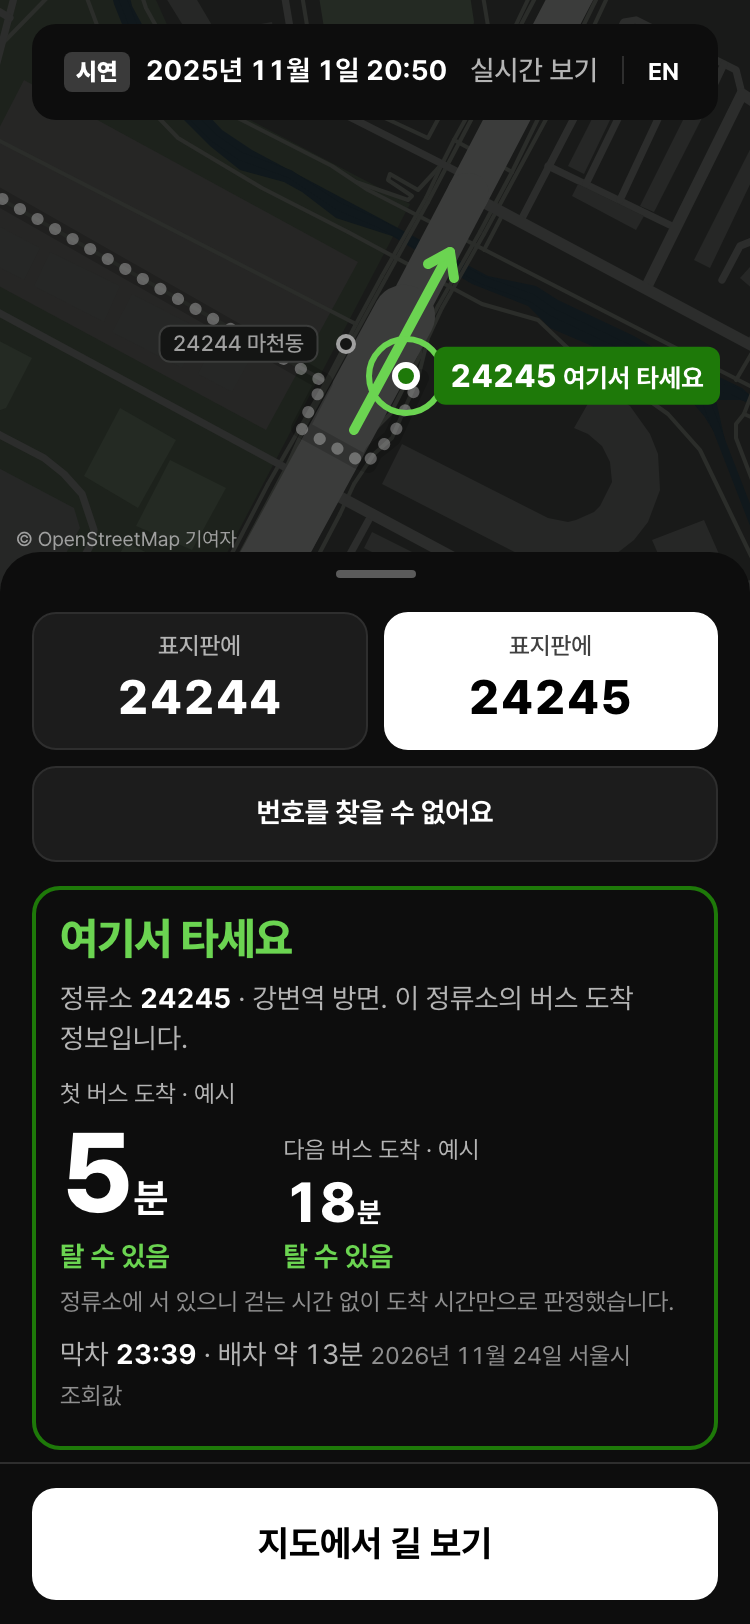 시연 2025년 11월 1일 20:50 실시간 보기 EN
24244 마천동
24245 여기서 타세요
© OpenStreetMap 기여자
표지판에
24244
표지판에
24245
번호를 찾을 수 없어요
여기서 타세요
정류소 24245 · 강변역 방면. 이 정류소의 버스 도착
정보입니다.
첫 버스 도착 · 예시
5분
탈 수 있음
다음 버스 도착 · 예시
18분
탈 수 있음
정류소에 서 있으니 걷는 시간 없이 도착 시간만으로 판정했습니다.
막차 23:39 · 배차 약 13분 2026년 11월 24일 서울시
조회값
지도에서 길 보기